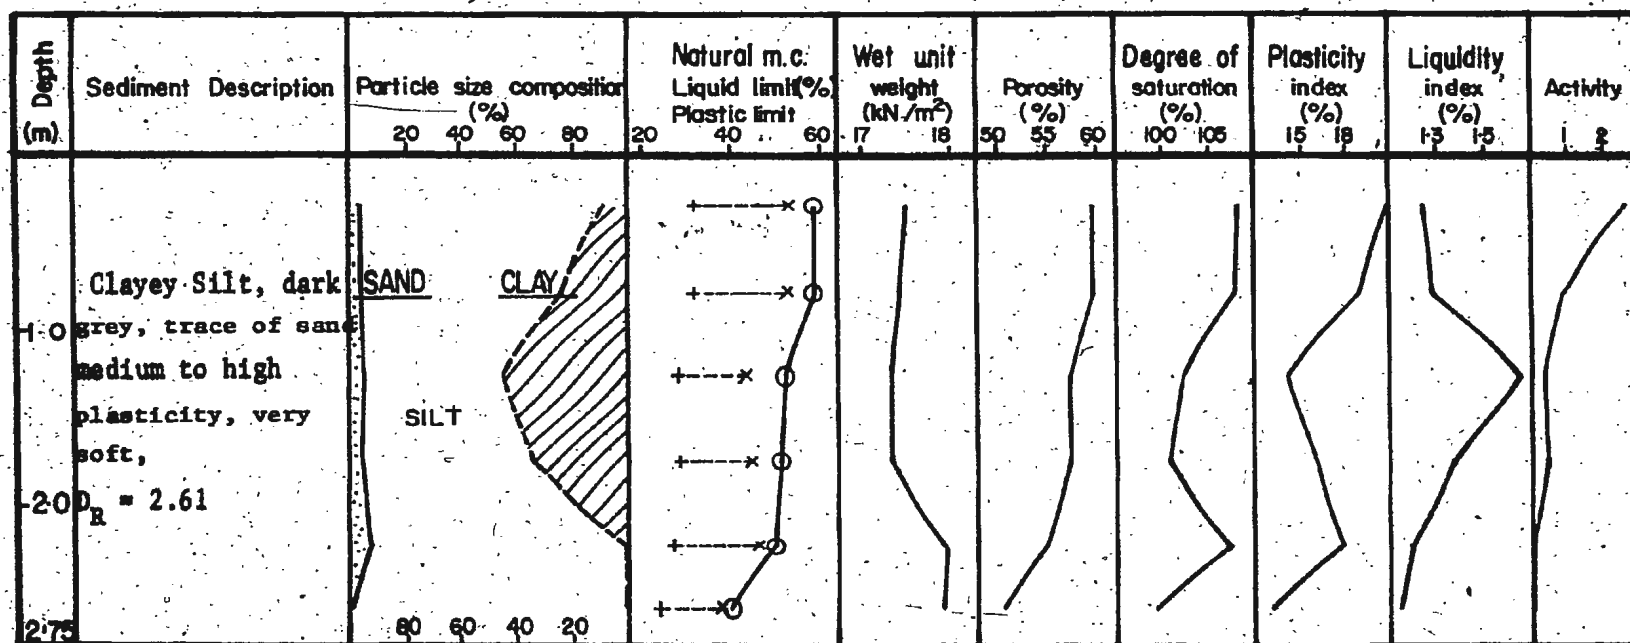 Depth
(m)
Sediment Description
Particle size composition
(%)
20 40 60 80
Natural m.c.
Liquid limit(%)
Plastic limit
20 40 60
Wet unit
weight
(kN/m²)
17 18
Porosity
(%)
50 55 60
Degree of
saturation
(%)
100 105
Plasticity
index
(%)
15 18
Liquidity
index
(%)
1·3 1·5
Activity
1 2
Clayey Silt, dark
grey, trace of sand
medium to high
plasticity, very
soft,
D_R = 2.61
1·0
2·0
2·75
SAND
CLAY
SILT
80 60 40 20